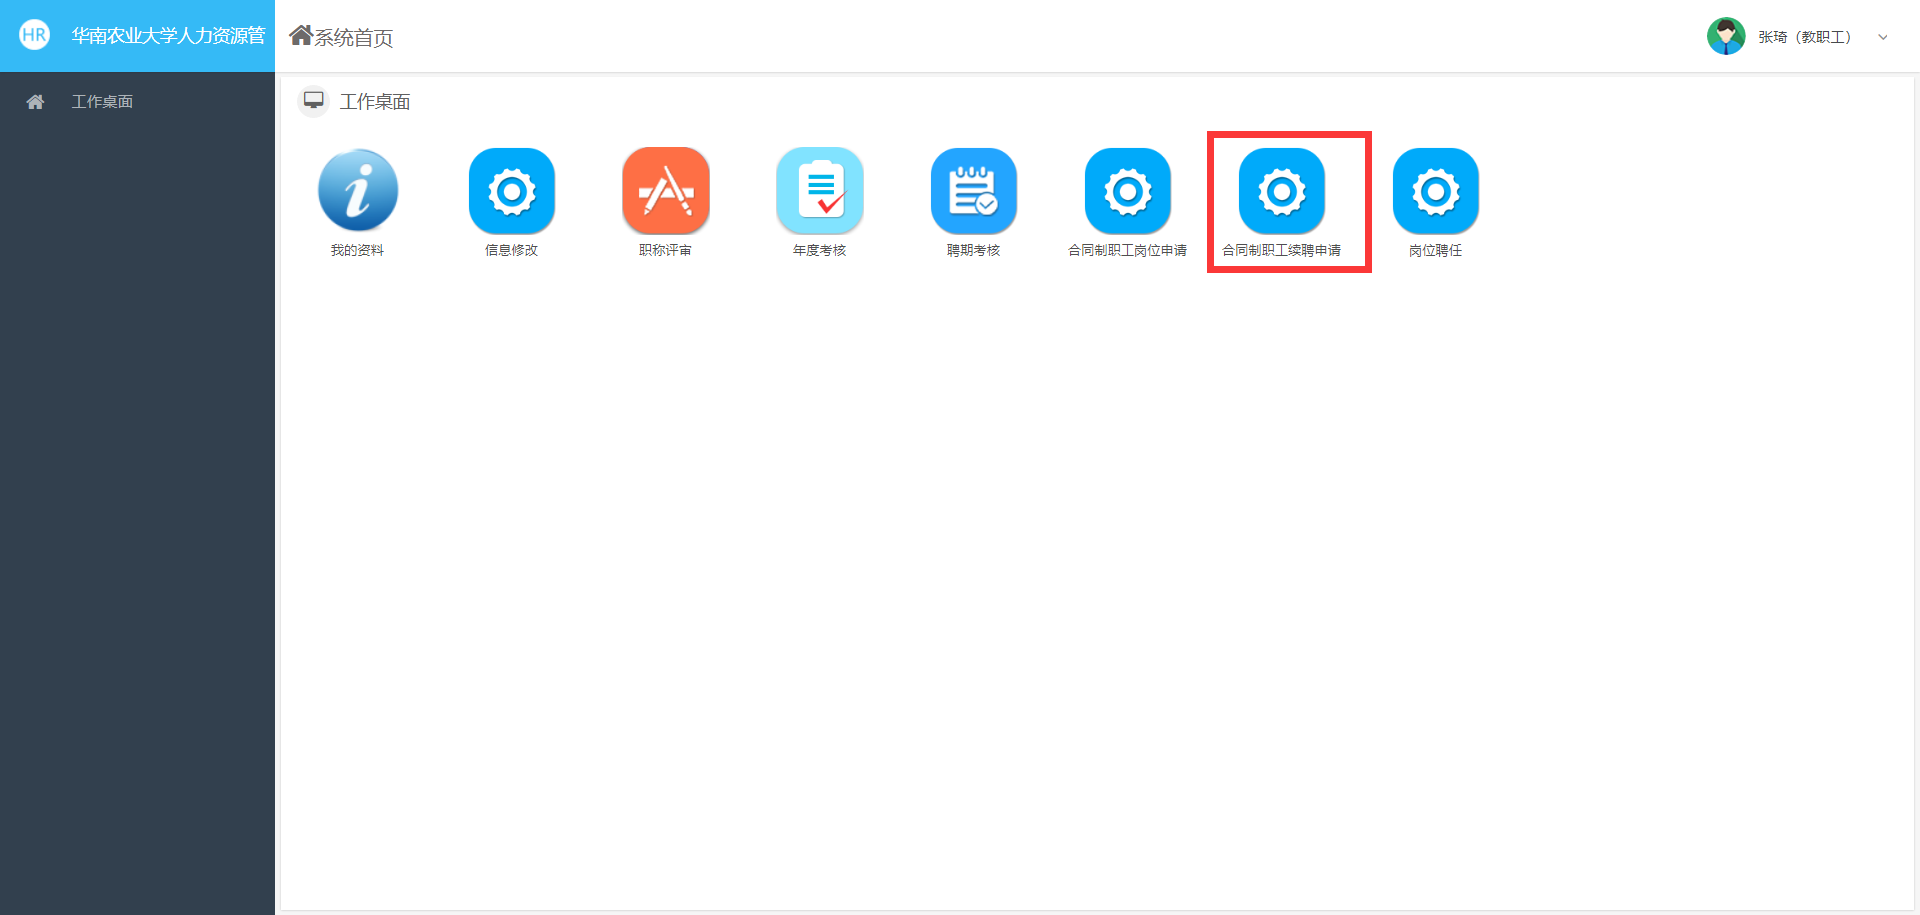 HR 华南农业大学人力资源管
系统首页
张琦（教职工）
工作桌面
工作桌面
我的资料
信息修改
职称评审
年度考核
聘期考核
合同制职工岗位申请
合同制职工续聘申请
岗位聘任